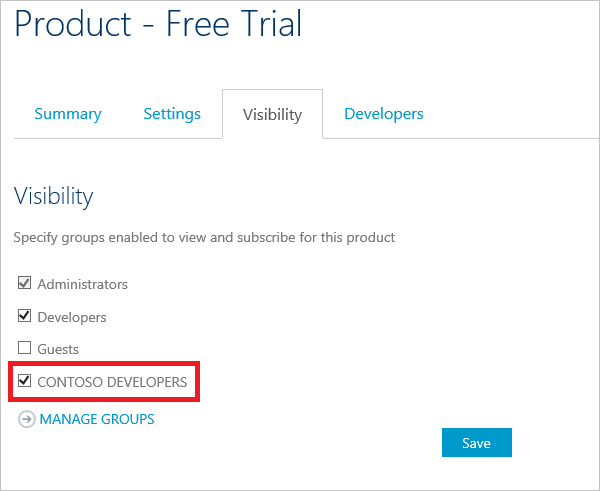 Product - Free Trial
Summary Settings Visibility Developers
Visibility
Specify groups enabled to view and subscribe for this product
Administrators
Developers
Guests
CONTOSO DEVELOPERS
MANAGE GROUPS
Save